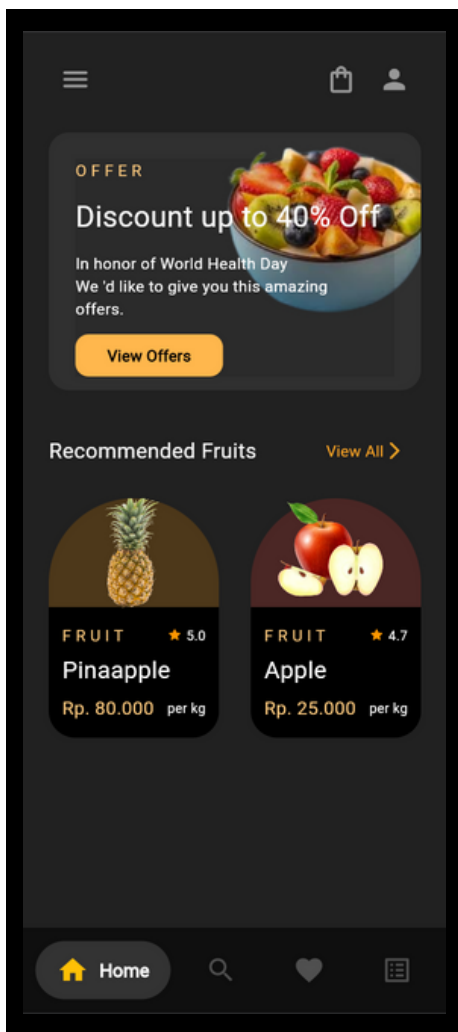 OFFER
Discount up to 40% Off
In honor of World Health Day
We 'd like to give you this amazing
offers.
View Offers
Recommended Fruits
View All
FRUIT 5.0
Pinaapple
Rp. 80.000 per kg
FRUIT 4.7
Apple
Rp. 25.000 per kg
Home